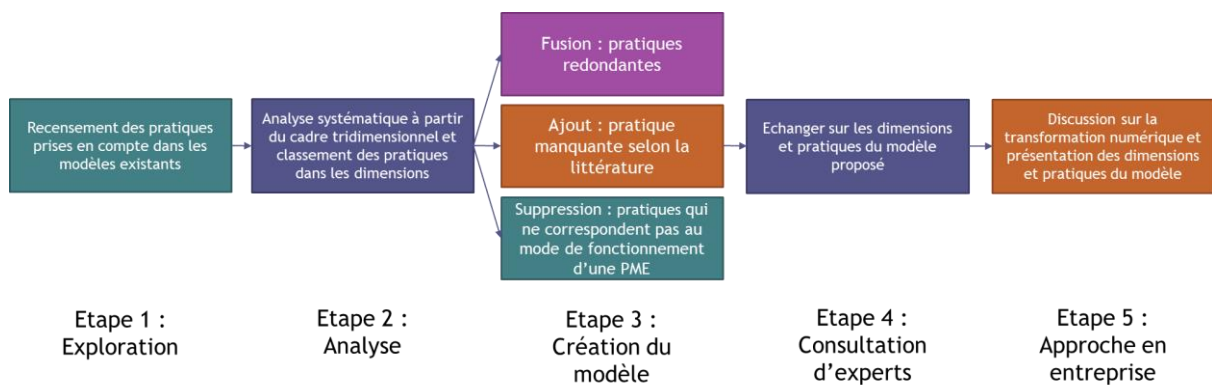 Fusion : pratiques
redondantes
Recensement des pratiques
prises en compte dans les
modèles existants
Analyse systématique à partir
du cadre tridimensionnel et
classement des pratiques
dans les dimensions
Ajout : pratique
manquante selon la
littérature
Echanger sur les dimensions
et pratiques du modèle
proposé
Discussion sur la
transformation numérique et
présentation des dimensions
et pratiques du modèle
Suppression : pratiques qui
ne correspondent pas au
mode de fonctionnement
d’une PME
Etape 1 :
Exploration
Etape 2 :
Analyse
Etape 3 :
Création du
modèle
Etape 4 :
Consultation
d’experts
Etape 5 :
Approche en
entreprise